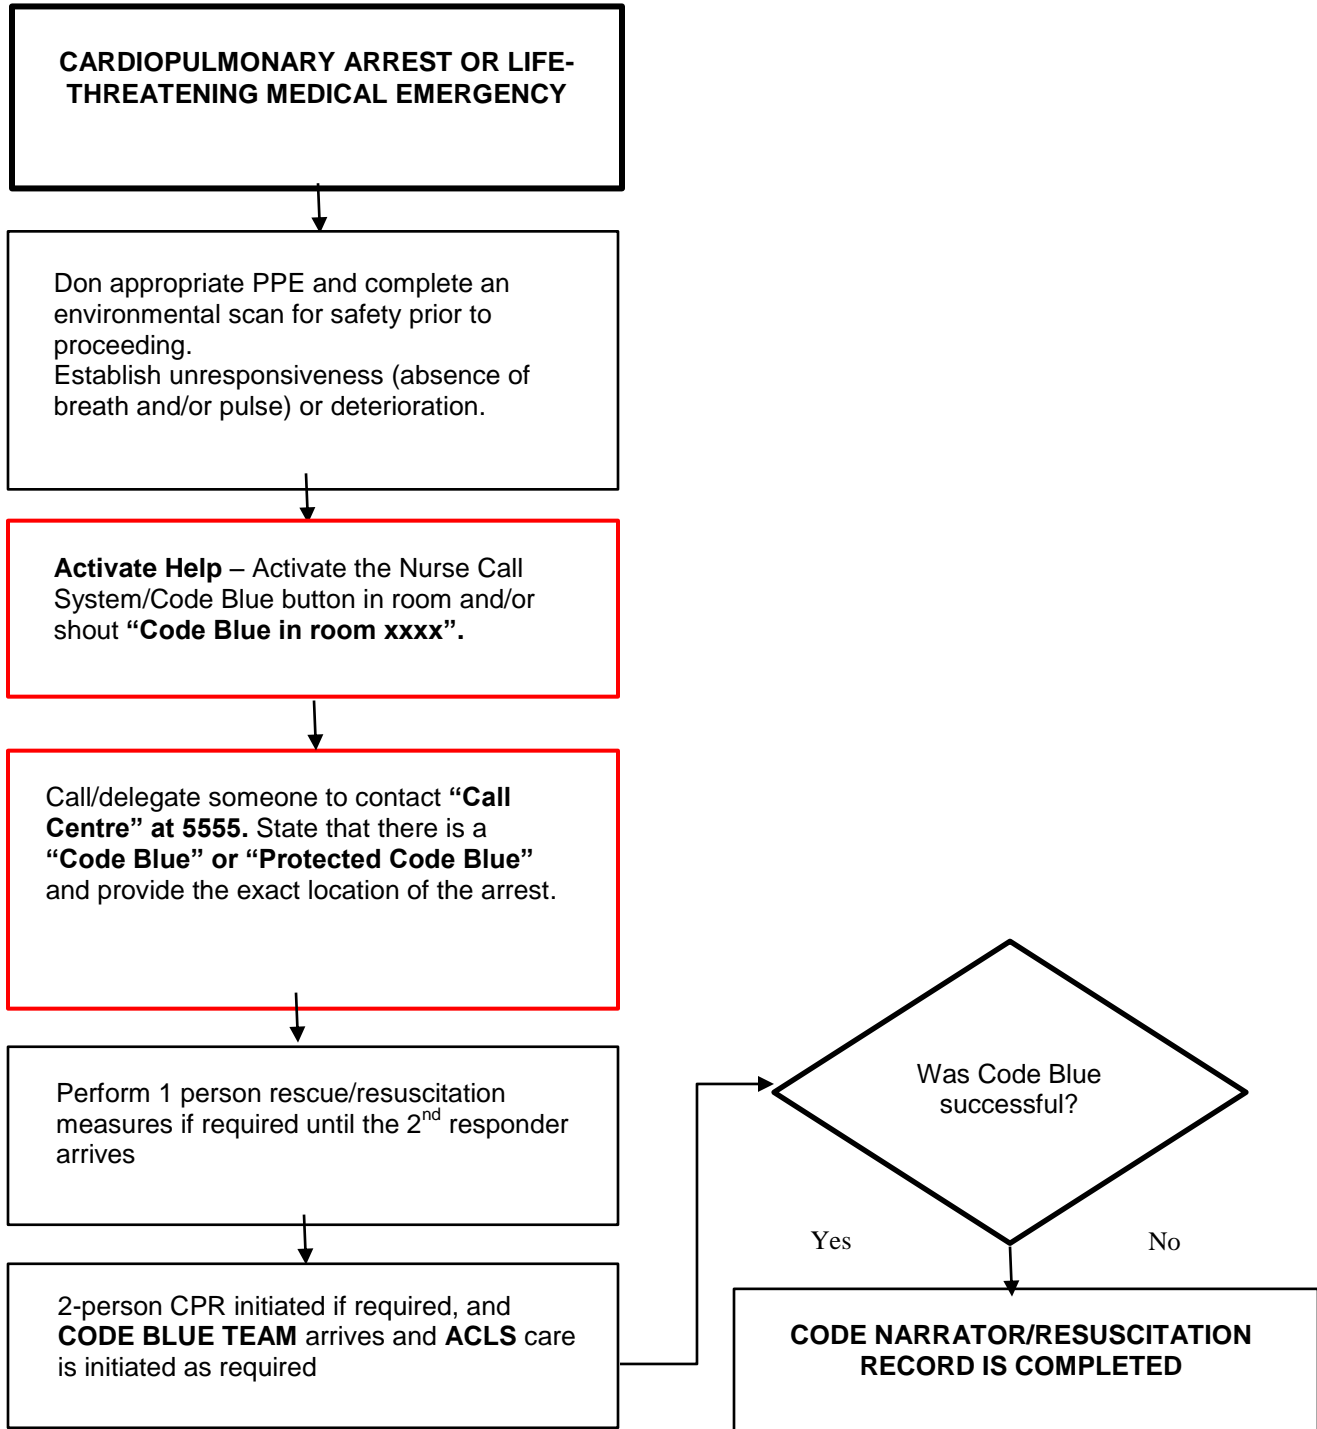 CARDIOPULMONARY ARREST OR LIFE-
THREATENING MEDICAL EMERGENCY
Don appropriate PPE and complete an
environmental scan for safety prior to
proceeding.
Establish unresponsiveness (absence of
breath and/or pulse) or deterioration.
Activate Help – Activate the Nurse Call
System/Code Blue button in room and/or
shout “Code Blue in room xxxx”.
Call/delegate someone to contact “Call
Centre” at 5555. State that there is a
“Code Blue” or “Protected Code Blue”
and provide the exact location of the arrest.
Perform 1 person rescue/resuscitation
measures if required until the 2nd responder
arrives
2-person CPR initiated if required, and
CODE BLUE TEAM arrives and ACLS care
is initiated as required
Was Code Blue
successful?
Yes
No
CODE NARRATOR/RESUSCITATION
RECORD IS COMPLETED